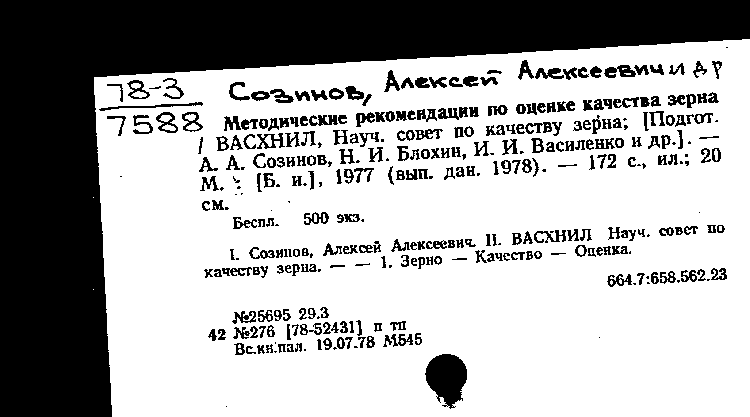 78-3
7588
Созинов, Алексей Алексеевич и др
Методические рекомендации по оценке качества зерна
/ ВАСХНИЛ, Науч. совет по качеству зерна; [Подгот.
А. А. Созинов, Н. И. Блохин, И. И. Василенко и др.]. —
М. : [Б. и.], 1977 (вып. дан. 1978). — 172 с., ил.; 20
см.
Беспл. 500 экз.
I. Созинов, Алексей Алексеевич. II. ВАСХНИЛ Науч. совет по
качеству зерна. — — 1. Зерно — Качество — Оценка.
664.7:658.562.23
№25695 29.3
42 №276 [78-52431] п тп
Вс.кн.пал. 19.07.78 М545